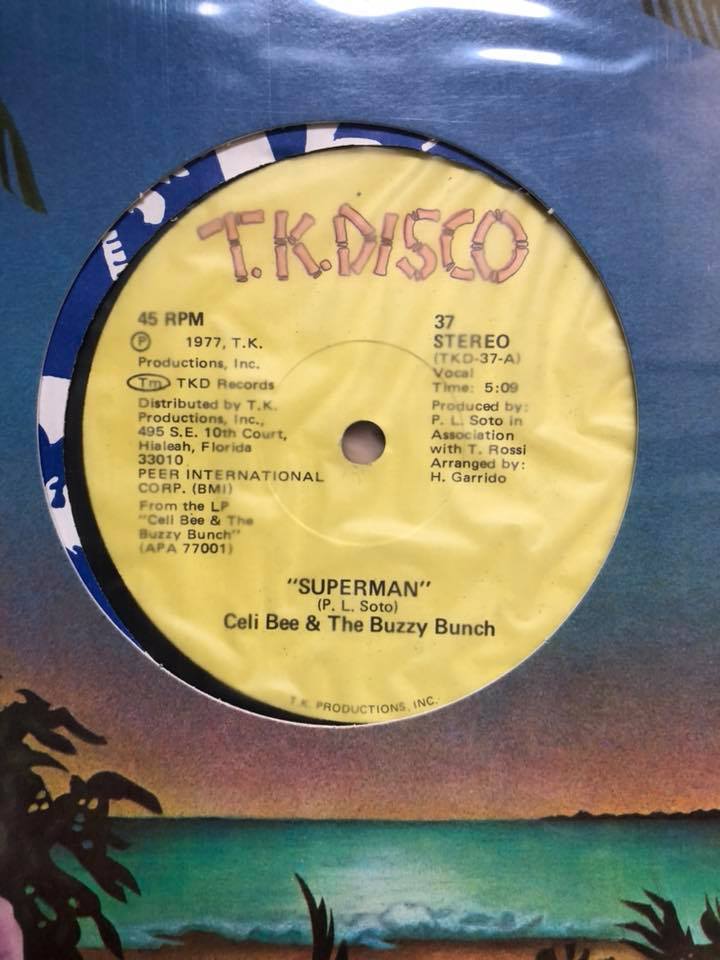 T.K. DISCO
45 RPM
Ⓟ 1977, T.K.
Productions, Inc.
Tm TKD Records
Distributed by T.K.
Productions, Inc.,
495 S.E. 10th Court,
Hialeah, Florida
33010
PEER INTERNATIONAL
CORP. (BMI)
From the LP
"Celi Bee & The
Buzzy Bunch"
(APA 77001)
37
STEREO
(TKD-37-A)
Vocal
Time: 5:09
Produced by:
P. L. Soto in
Association
with T. Rossi
Arranged by:
H. Garrido
"SUPERMAN"
(P. L. Soto)
Celi Bee & The Buzzy Bunch
T.K. PRODUCTIONS, INC.